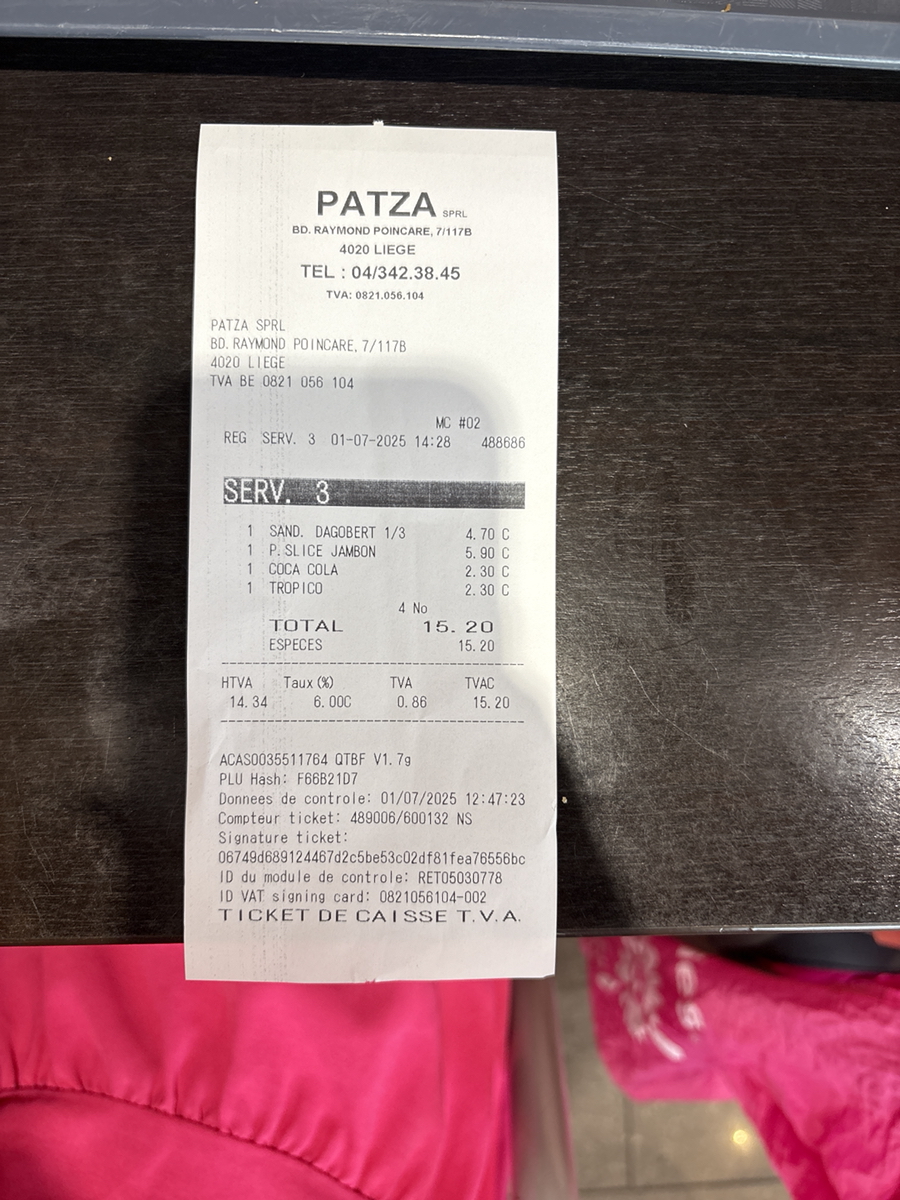 PATZA SPRL
BD. RAYMOND POINCARE, 7/117B
4020 LIEGE
TEL : 04/342.38.45
TVA: 0821.056.104
PATZA SPRL
BD. RAYMOND POINCARE, 7/117B
4020 LIEGE
TVA BE 0821 056 104
MC #02
REG SERV. 3 01-07-2025 14:28 488686
SERV. 3
1 SAND. DAGOBERT 1/3 4.70 C
1 P.SLICE JAMBON 5.90 C
1 COCA COLA 2.30 C
1 TROPICO 2.30 C
4 No
TOTAL 15.20
ESPECES 15.20
HTVA Taux(%) TVA TVAC
14.34 6.00C 0.86 15.20
ACAS0035511764 QTBF V1.7g
PLU Hash: F66B21D7
Donnees de controle: 01/07/2025 12:47:23
Compteur ticket: 489006/600132 NS
Signature ticket:
06749d689124467d2c5be53c02df81fea76556bc
ID du module de controle: RET05030778
ID VAT signing card: 0821056104-002
TICKET DE CAISSE T.V.A.